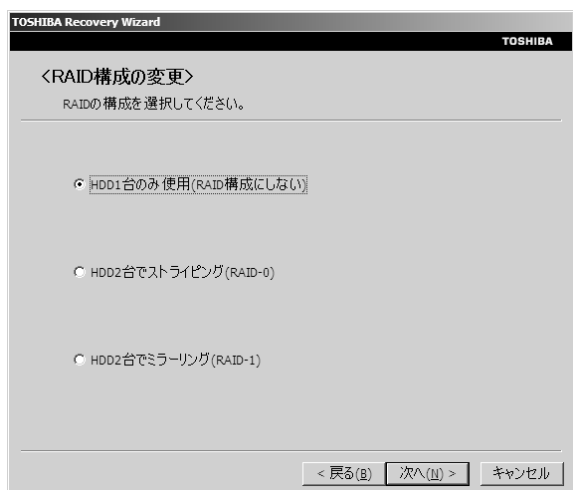 TOSHIBA Recovery Wizard
TOSHIBA
<RAID構成の変更>
RAIDの構成を選択してください。
HDD1台のみ使用(RAID構成にしない)
HDD2台でストライピング(RAID-0)
HDD2台でミラーリング(RAID-1)
< 戻る(B) 次へ(N) > キャンセル